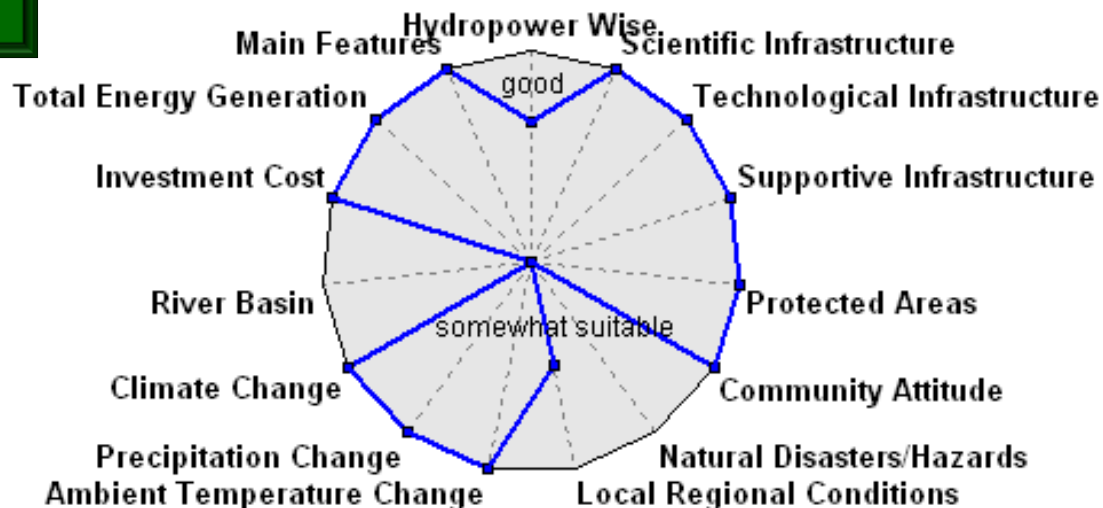 Hydropower Wise
Main Features
Scientific Infrastructure
good
Total Energy Generation
Technological Infrastructure
Investment Cost
Supportive Infrastructure
River Basin
Protected Areas
somewhat suitable
Climate Change
Community Attitude
Precipitation Change
Natural Disasters/Hazards
Ambient Temperature Change
Local Regional Conditions